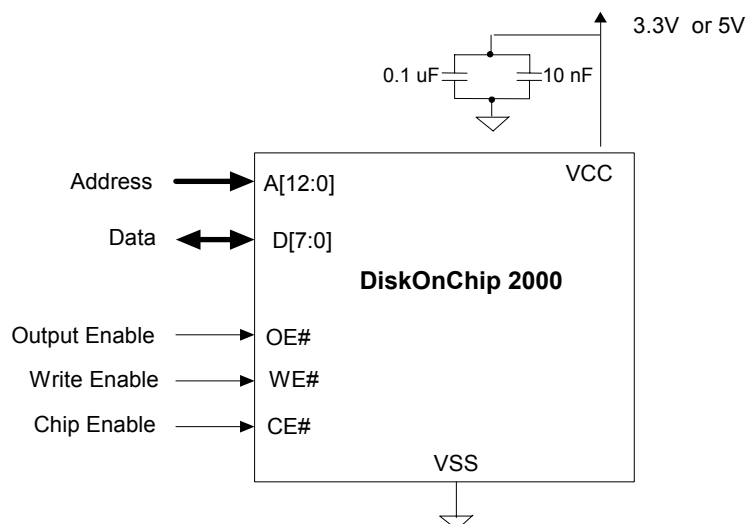 3.3V or 5V
0.1 uF
10 nF
VCC
Address
A[12:0]
Data
D[7:0]
DiskOnChip 2000
Output Enable
OE#
Write Enable
WE#
Chip Enable
CE#
VSS